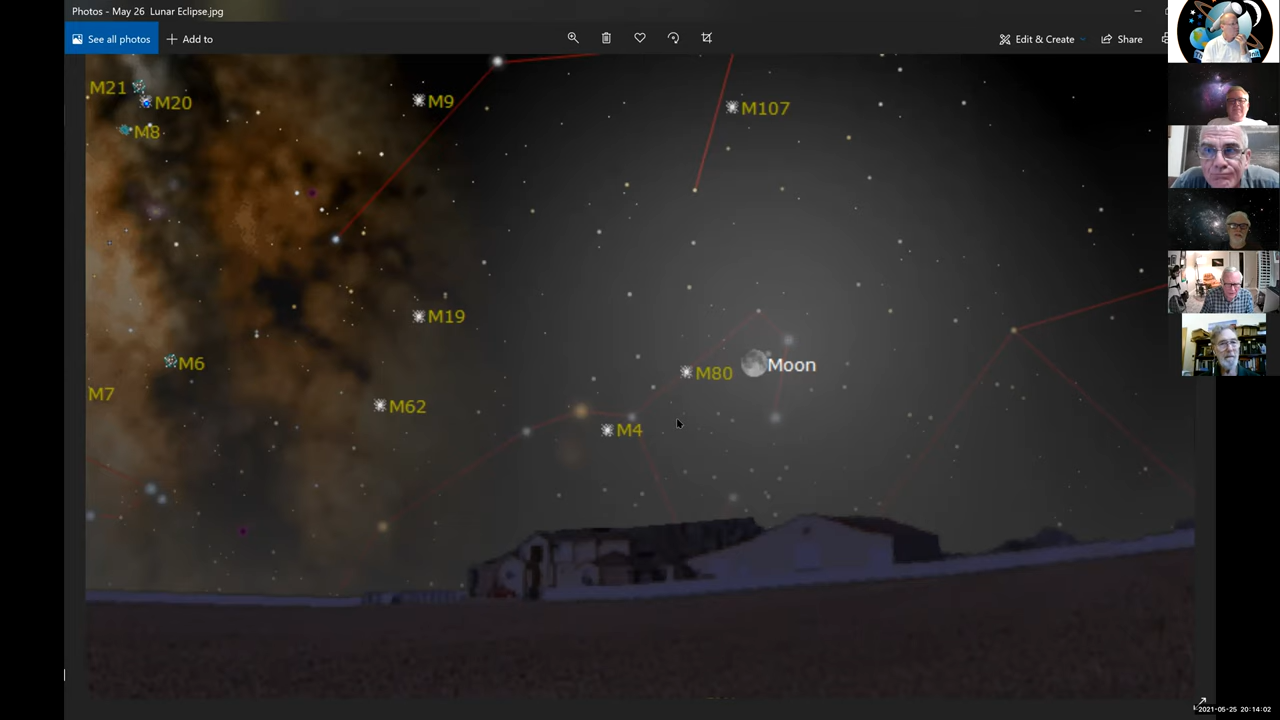 Photos - May 26 Lunar Eclipse.jpg
See all photos
Add to
Edit & Create
Share
M21
M20
M9
M107
M8
M19
M6
M80
Moon
M7
M62
M4
2021-05-25 20:14:02